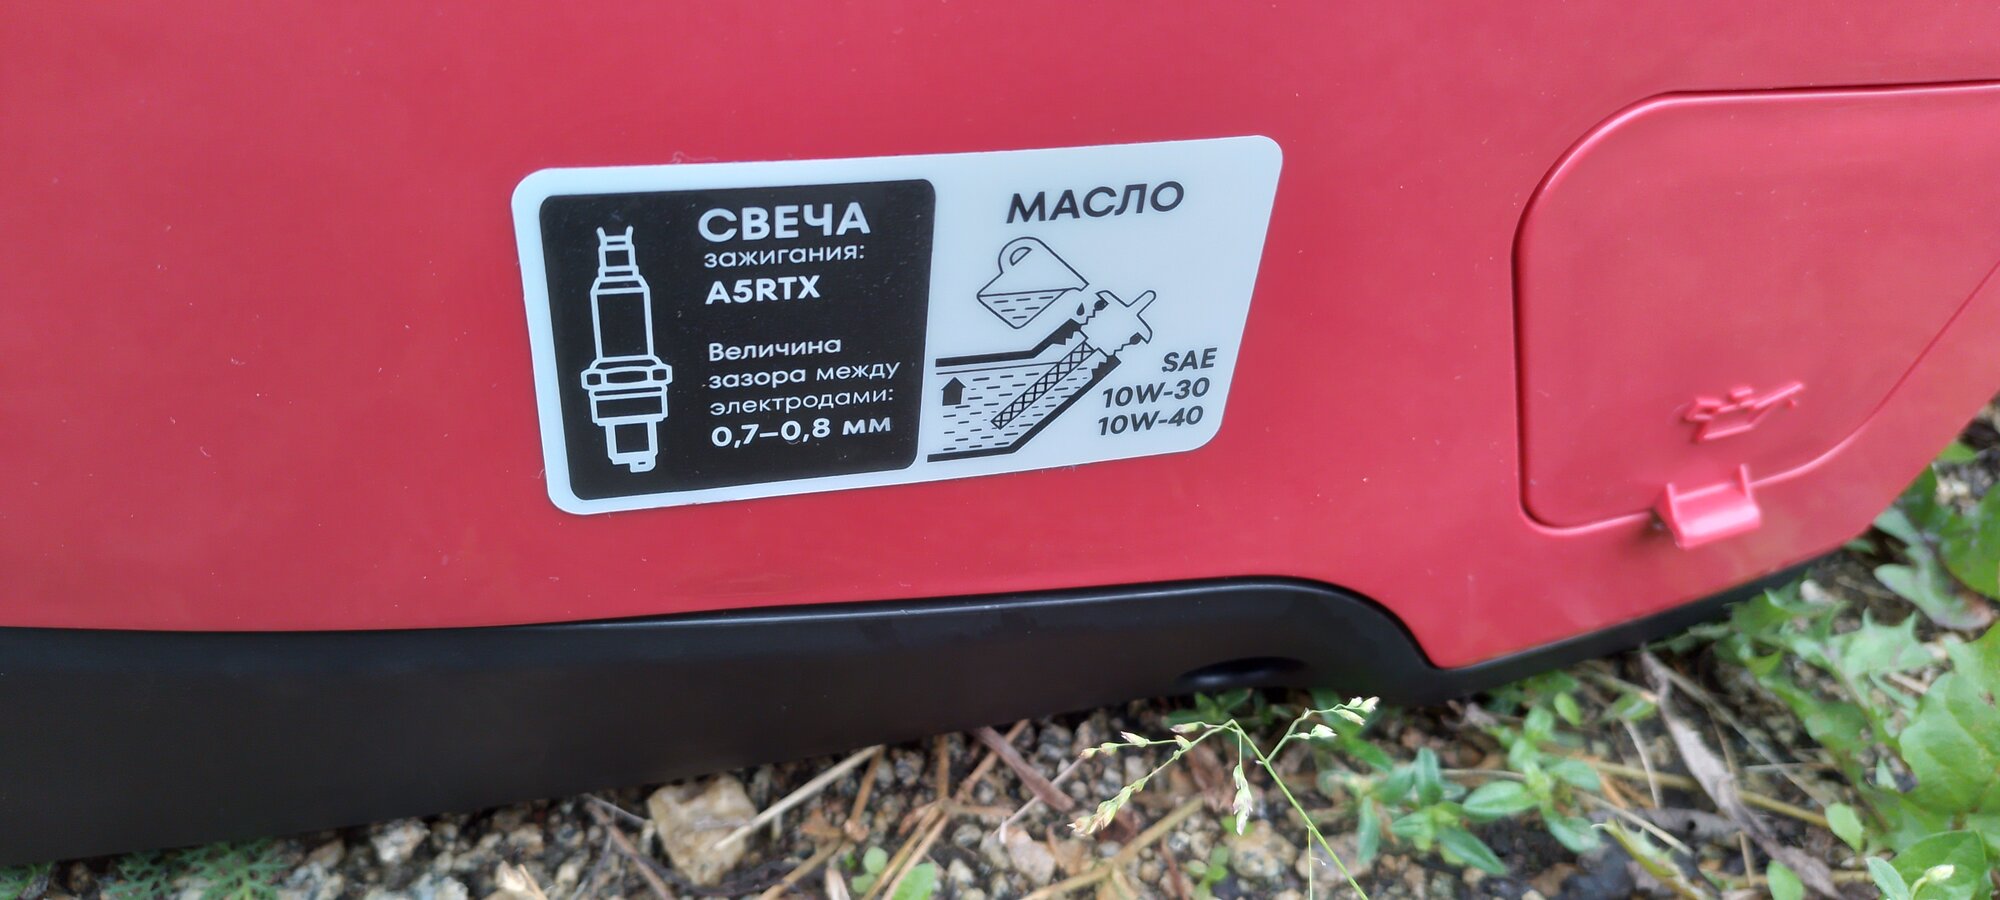 СВЕЧА
зажигания:
A5RTX
Величина
зазора между
электродами:
0,7–0,8 мм
МАСЛО
SAE
10W-30
10W-40